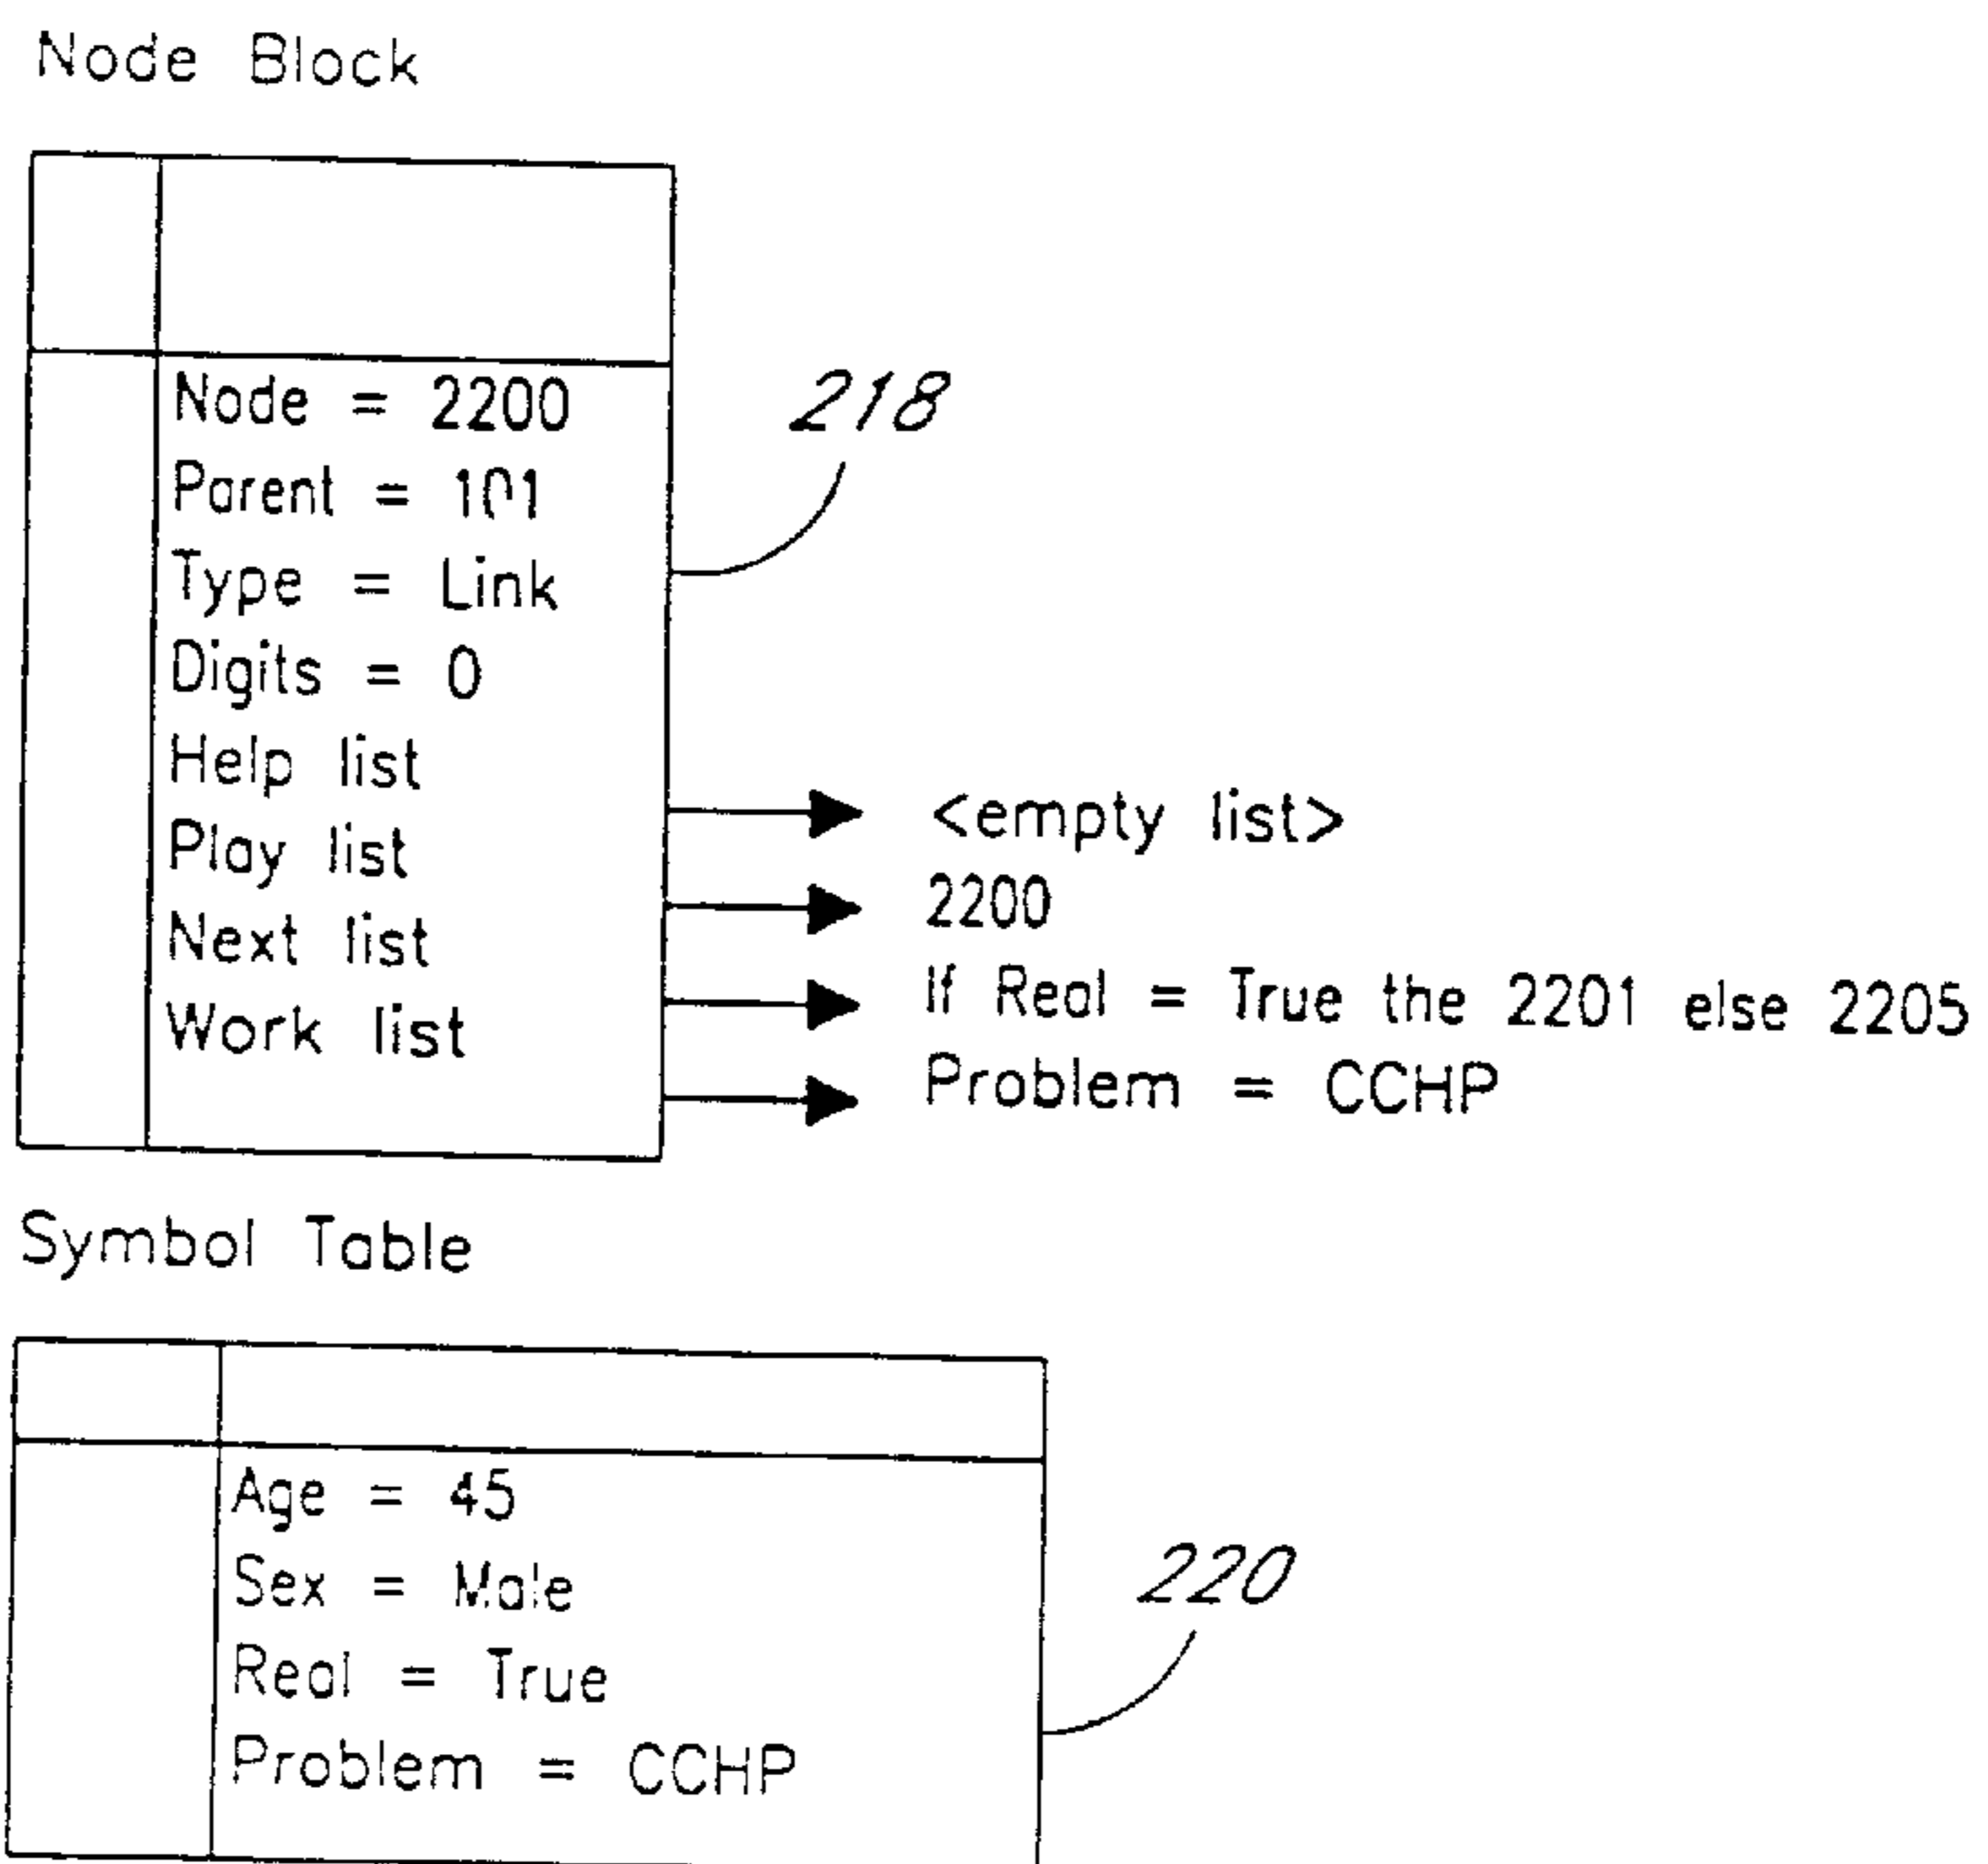 Node Block
Node = 2200
218
Parent = 101
Type = Link
Digits = 0
Help list
<empty list>
Play list
2200
Next list
If Real = True the 2201 else 2205
Work list
Problem = CCHP
Symbol Table
Age = 45
Sex = Male
220
Real = True
Problem = CCHP